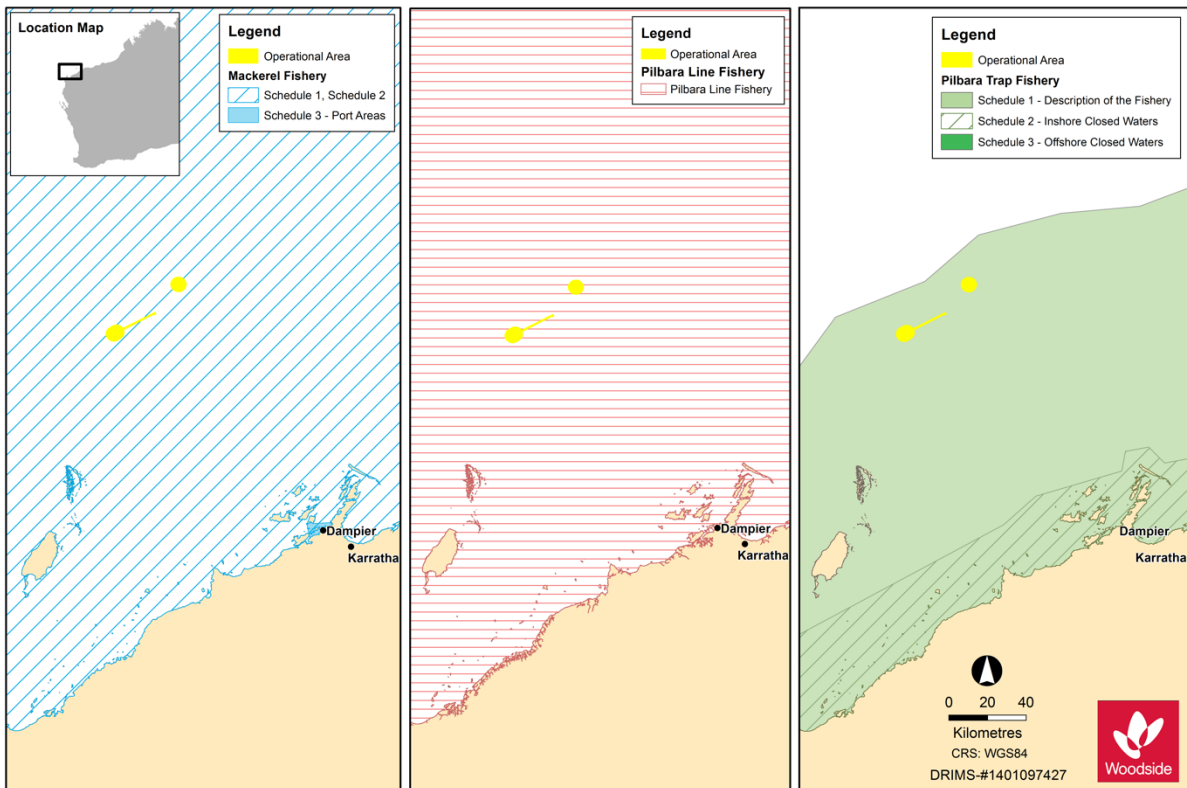 Location Map
Legend
Operational Area
Mackerel Fishery
Schedule 1, Schedule 2
Schedule 3 - Port Areas
Dampier
Karratha
Legend
Operational Area
Pilbara Line Fishery
Pilbara Line Fishery
Dampier
Karratha
Legend
Operational Area
Pilbara Trap Fishery
Schedule 1 - Description of the Fishery
Schedule 2 - Inshore Closed Waters
Schedule 3 - Offshore Closed Waters
Dampier
Karratha
0 20 40
Kilometres
CRS: WGS84
DRIMS-#1401097427
Woodside